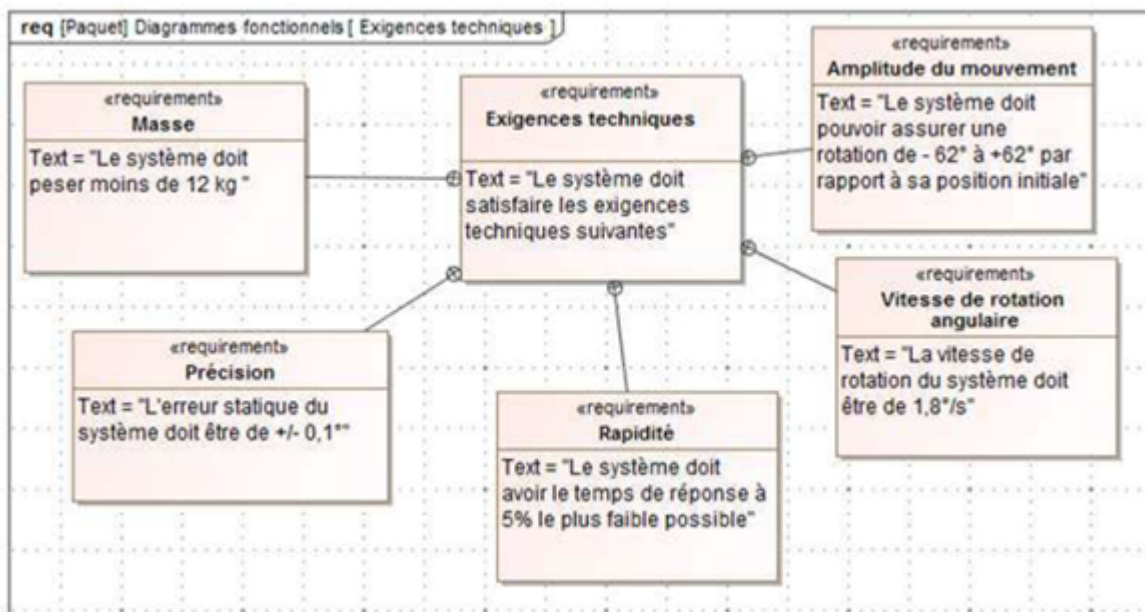 req [Paquet] Diagrammes fonctionnels [ Exigences techniques ]
«requirement»
Masse
Text = "Le système doit
peser moins de 12 kg "
«requirement»
Exigences techniques
Text = "Le système doit
satisfaire les exigences
techniques suivantes"
«requirement»
Amplitude du mouvement
Text = "Le système doit
pouvoir assurer une
rotation de - 62° à +62° par
rapport à sa position initiale"
«requirement»
Précision
Text = "L'erreur statique du
système doit être de +/- 0,1°"
«requirement»
Rapidité
Text = "Le système doit
avoir le temps de réponse à
5% le plus faible possible"
«requirement»
Vitesse de rotation
angulaire
Text = "La vitesse de
rotation du système doit
être de 1,8°/s"